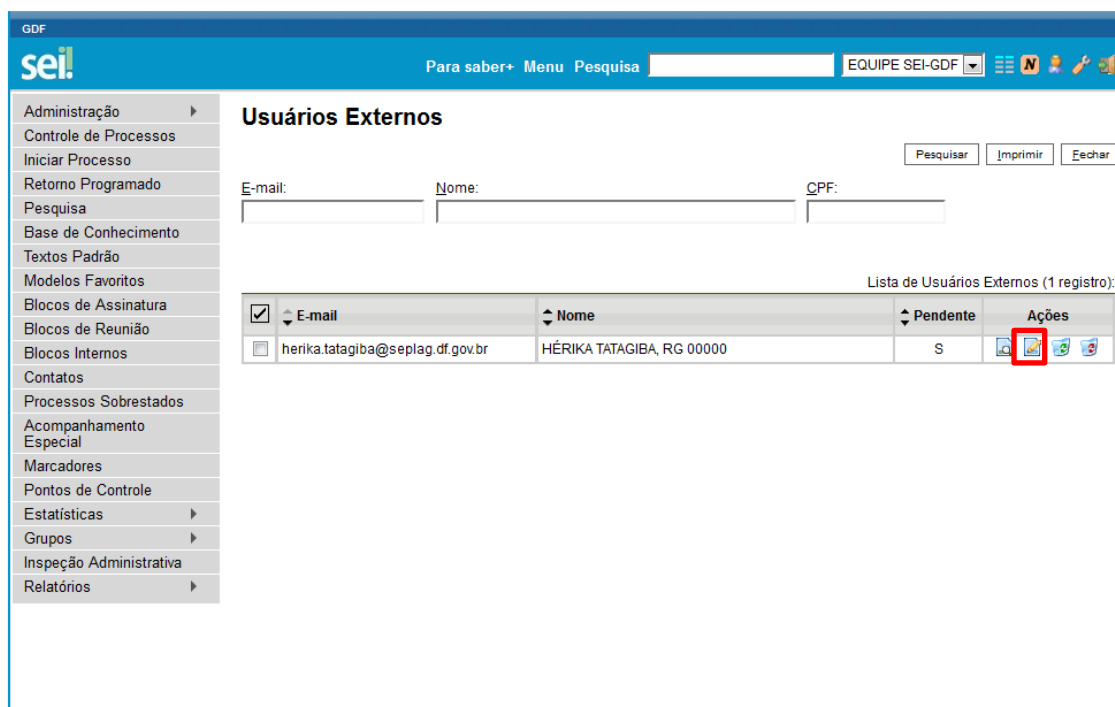 GDF
sei!
Para saber+ Menu Pesquisa
EQUIPE SEI-GDF
N
Administração
Controle de Processos
Iniciar Processo
Retorno Programado
Pesquisa
Base de Conhecimento
Textos Padrão
Modelos Favoritos
Blocos de Assinatura
Blocos de Reunião
Blocos Internos
Contatos
Processos Sobrestados
Acompanhamento
Especial
Marcadores
Pontos de Controle
Estatísticas
Grupos
Inspeção Administrativa
Relatórios
Usuários Externos
Pesquisar Imprimir Fechar
E-mail: Nome: CPF:
Lista de Usuários Externos (1 registro):
E-mail Nome Pendente Ações
herika.tatagiba@seplag.df.gov.br HÉRIKA TATAGIBA, RG 00000 S